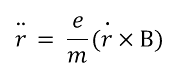 r̈ = e/m (ṙ × B)